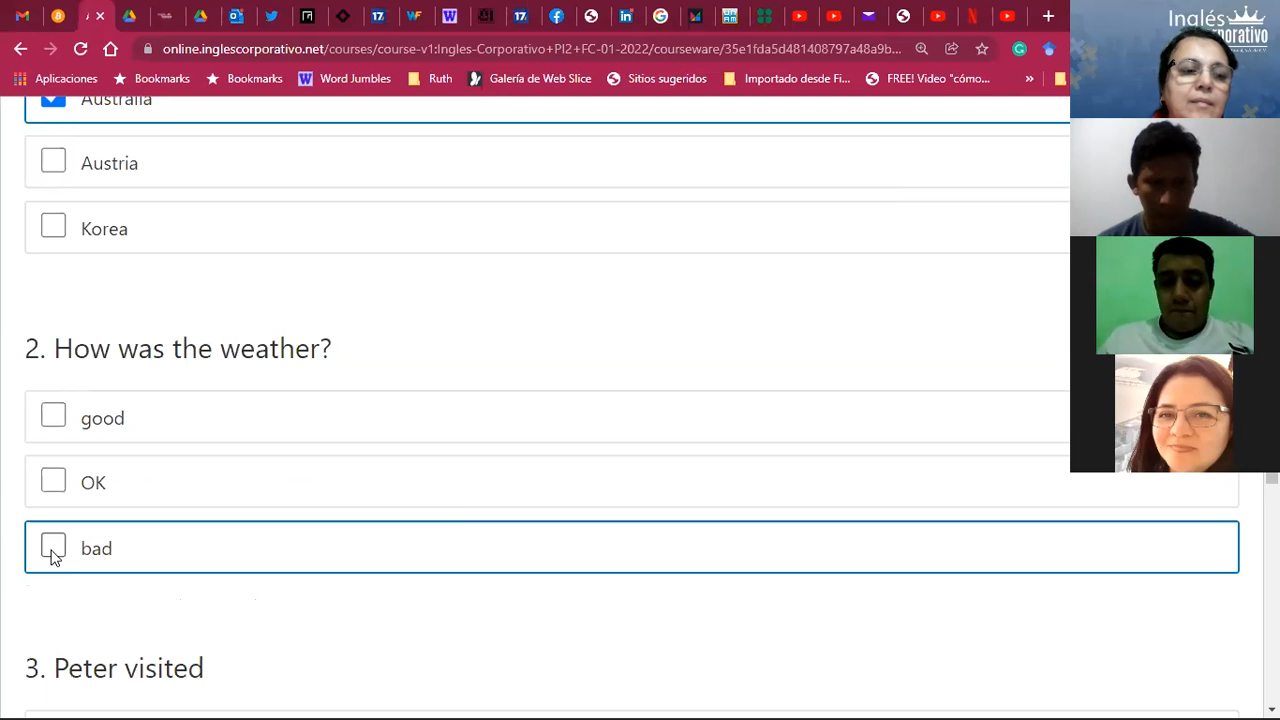 online.inglescorporativo.net/courses/course-v1:Ingles-Corporativo+PI2+FC-01-2022/courseware/35e1fda5d481408797a48a9b...
Aplicaciones Bookmarks Bookmarks Word Jumbles Ruth Galería de Web Slice Sitios sugeridos Importado desde Fi... FREE! Video "cómo... »
Inglés
rporativo
Australia
Austria
Korea
2. How was the weather?
good
OK
bad
3. Peter visited